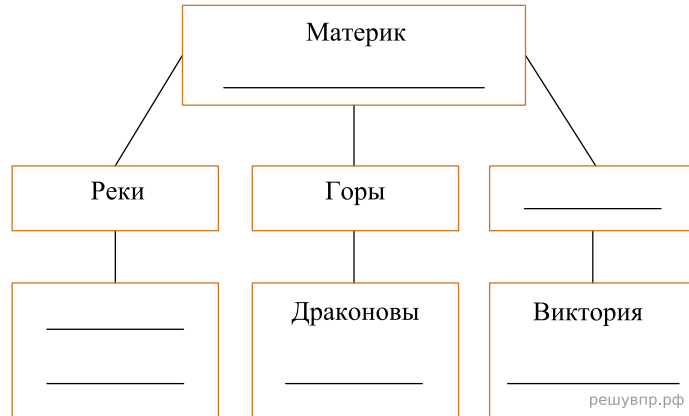 Материк
Реки
Горы
Драконовы
Виктория
решувпр.рф